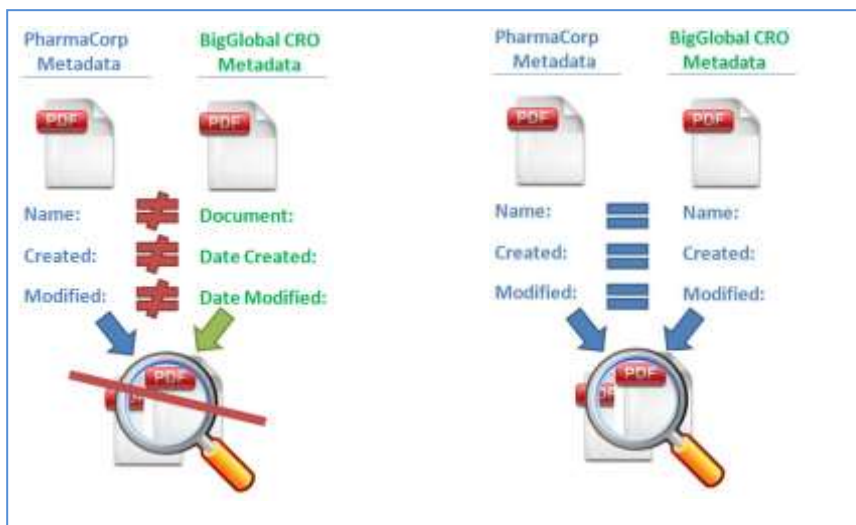 PharmaCorp
Metadata
BigGlobal CRO
Metadata
PDF
PDF
Name:
Document:
Created:
Date Created:
Modified:
Date Modified:
PDF
PharmaCorp
Metadata
BigGlobal CRO
Metadata
PDF
PDF
Name:
Name:
Created:
Created:
Modified:
Modified:
PDF
DF